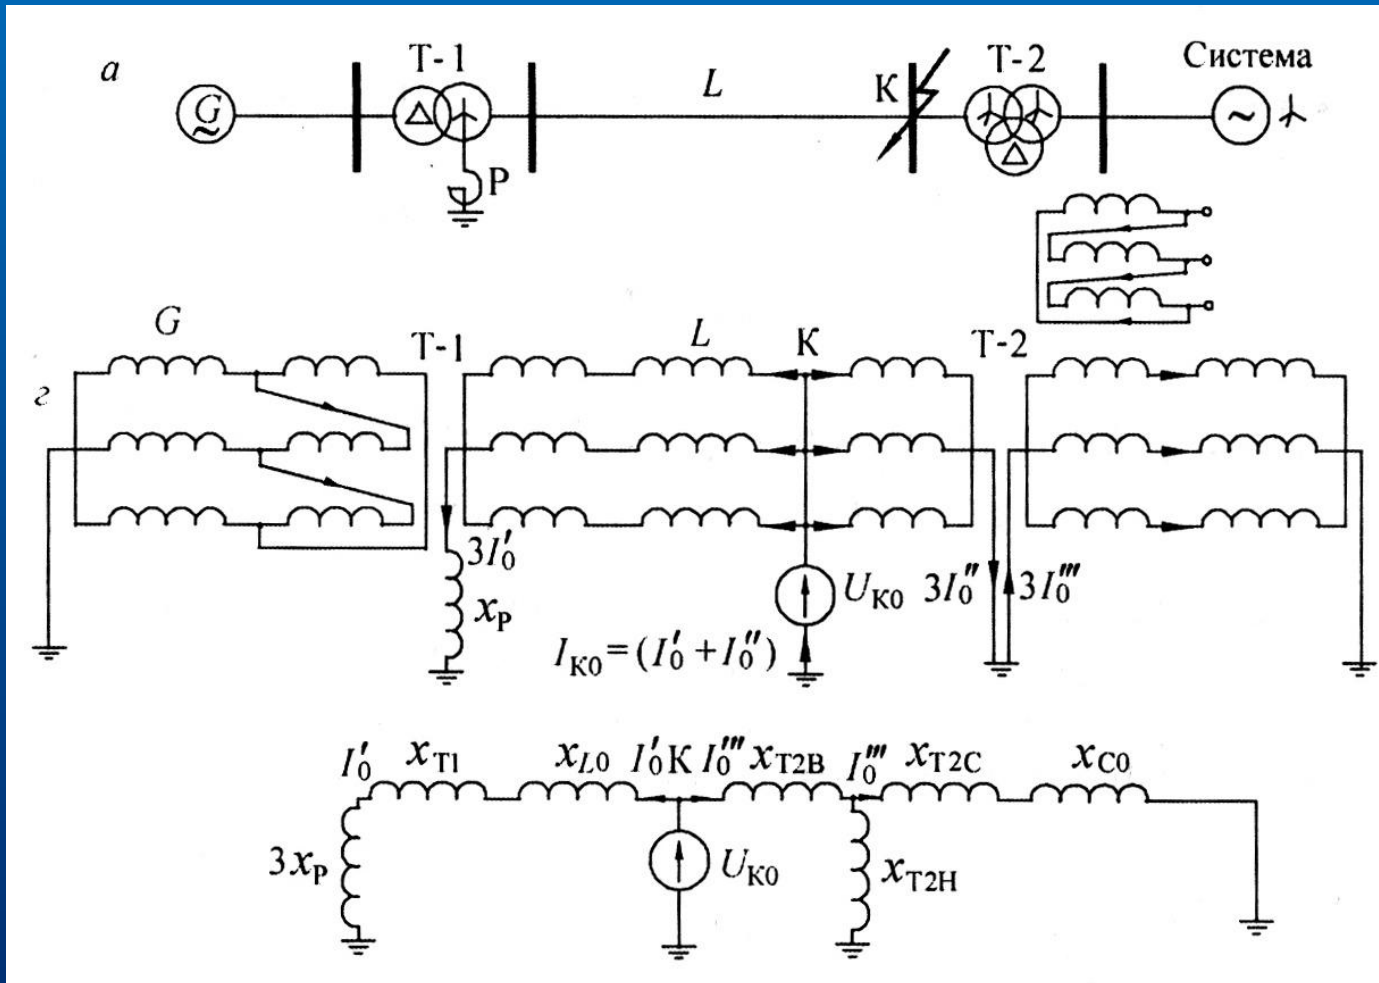 а
G
~
Т-1
Р
L
К
Т-2
Система
~
г
G
Т-1
L
К
Т-2
3I′₀
xР
UК0
3I″₀
3I‴₀
IК0=(I′₀+I″₀)
I′₀
xТ1
xL0
I′₀
К
I‴₀
xТ2В
I‴₀
xТ2С
xС0
3xР
UК0
xТ2Н